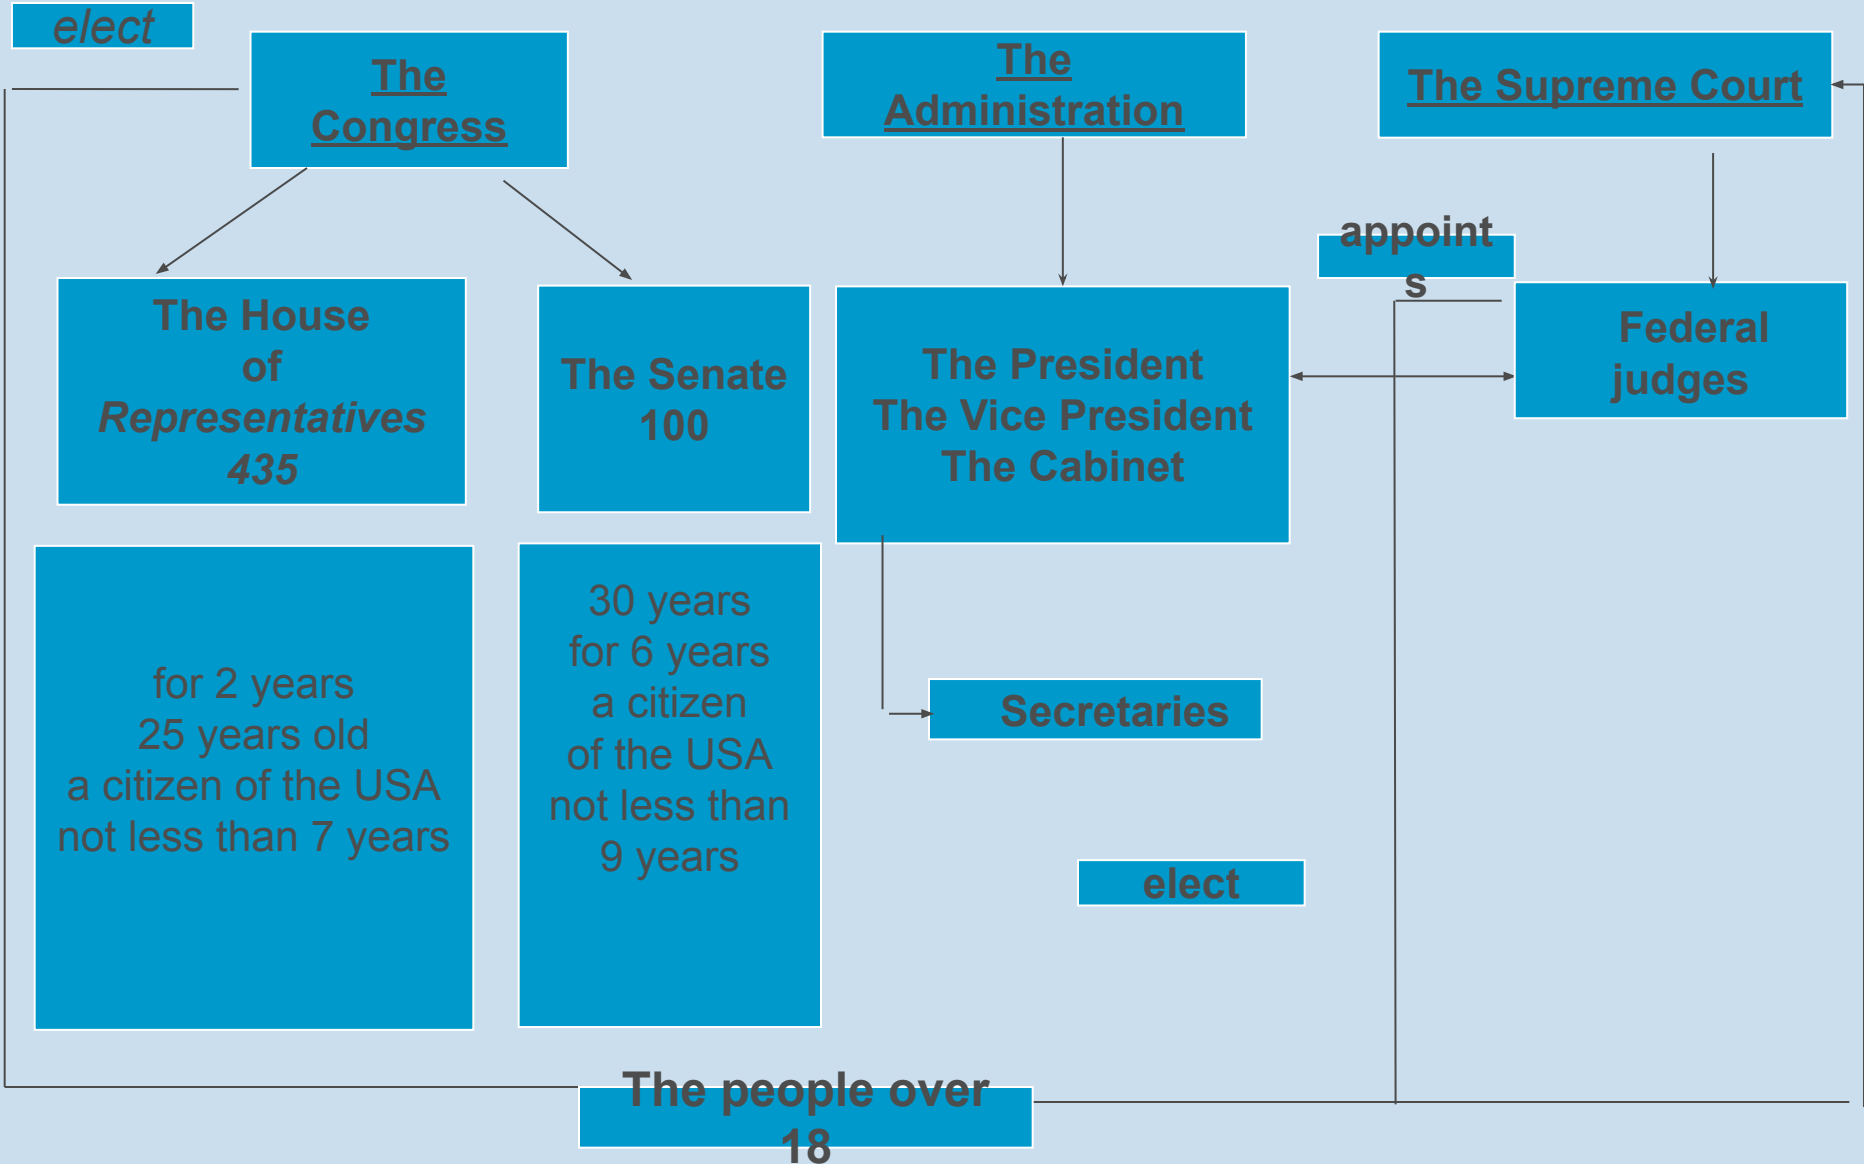 elect
The
Congress
The
Administration
The Supreme Court
appoint
s
The House
of
Representatives
435
The Senate
100
The President
The Vice President
The Cabinet
Federal
judges
for 2 years
25 years old
a citizen of the USA
not less than 7 years
30 years
for 6 years
a citizen
of the USA
not less than
9 years
Secretaries
elect
The people over
18